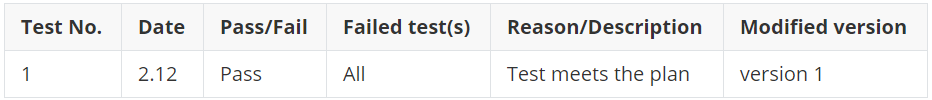 Test No. Date Pass/Fail Failed test(s) Reason/Description Modified version
1 2.12 Pass All Test meets the plan version 1